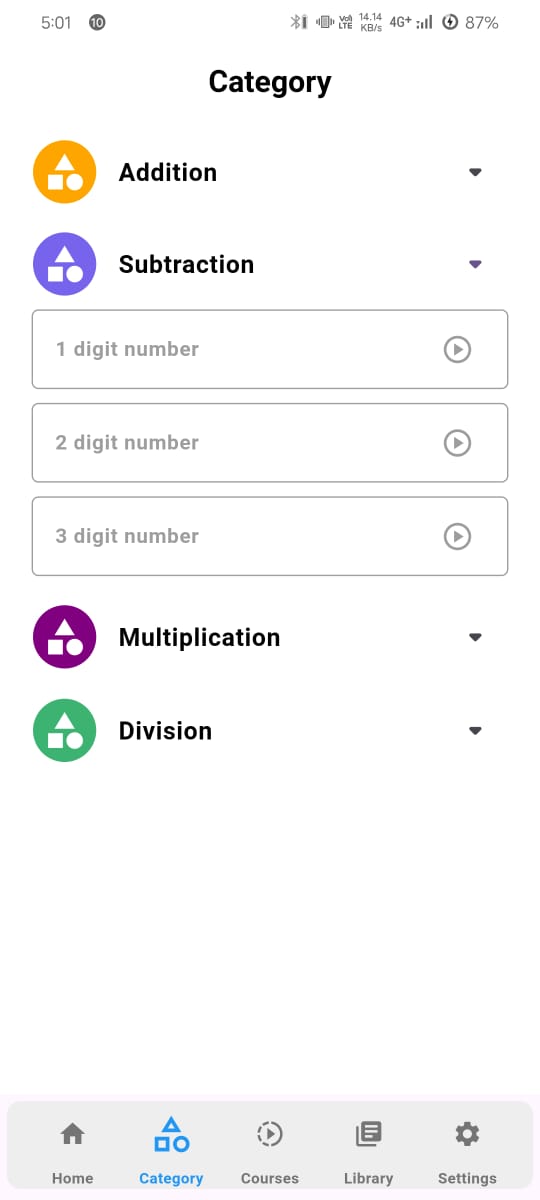 5:01 10 Vol) LTE 14.14 KB/s 4G+ 87%
Category
Addition
Subtraction
1 digit number
2 digit number
3 digit number
Multiplication
Division
Home Category Courses Library Settings